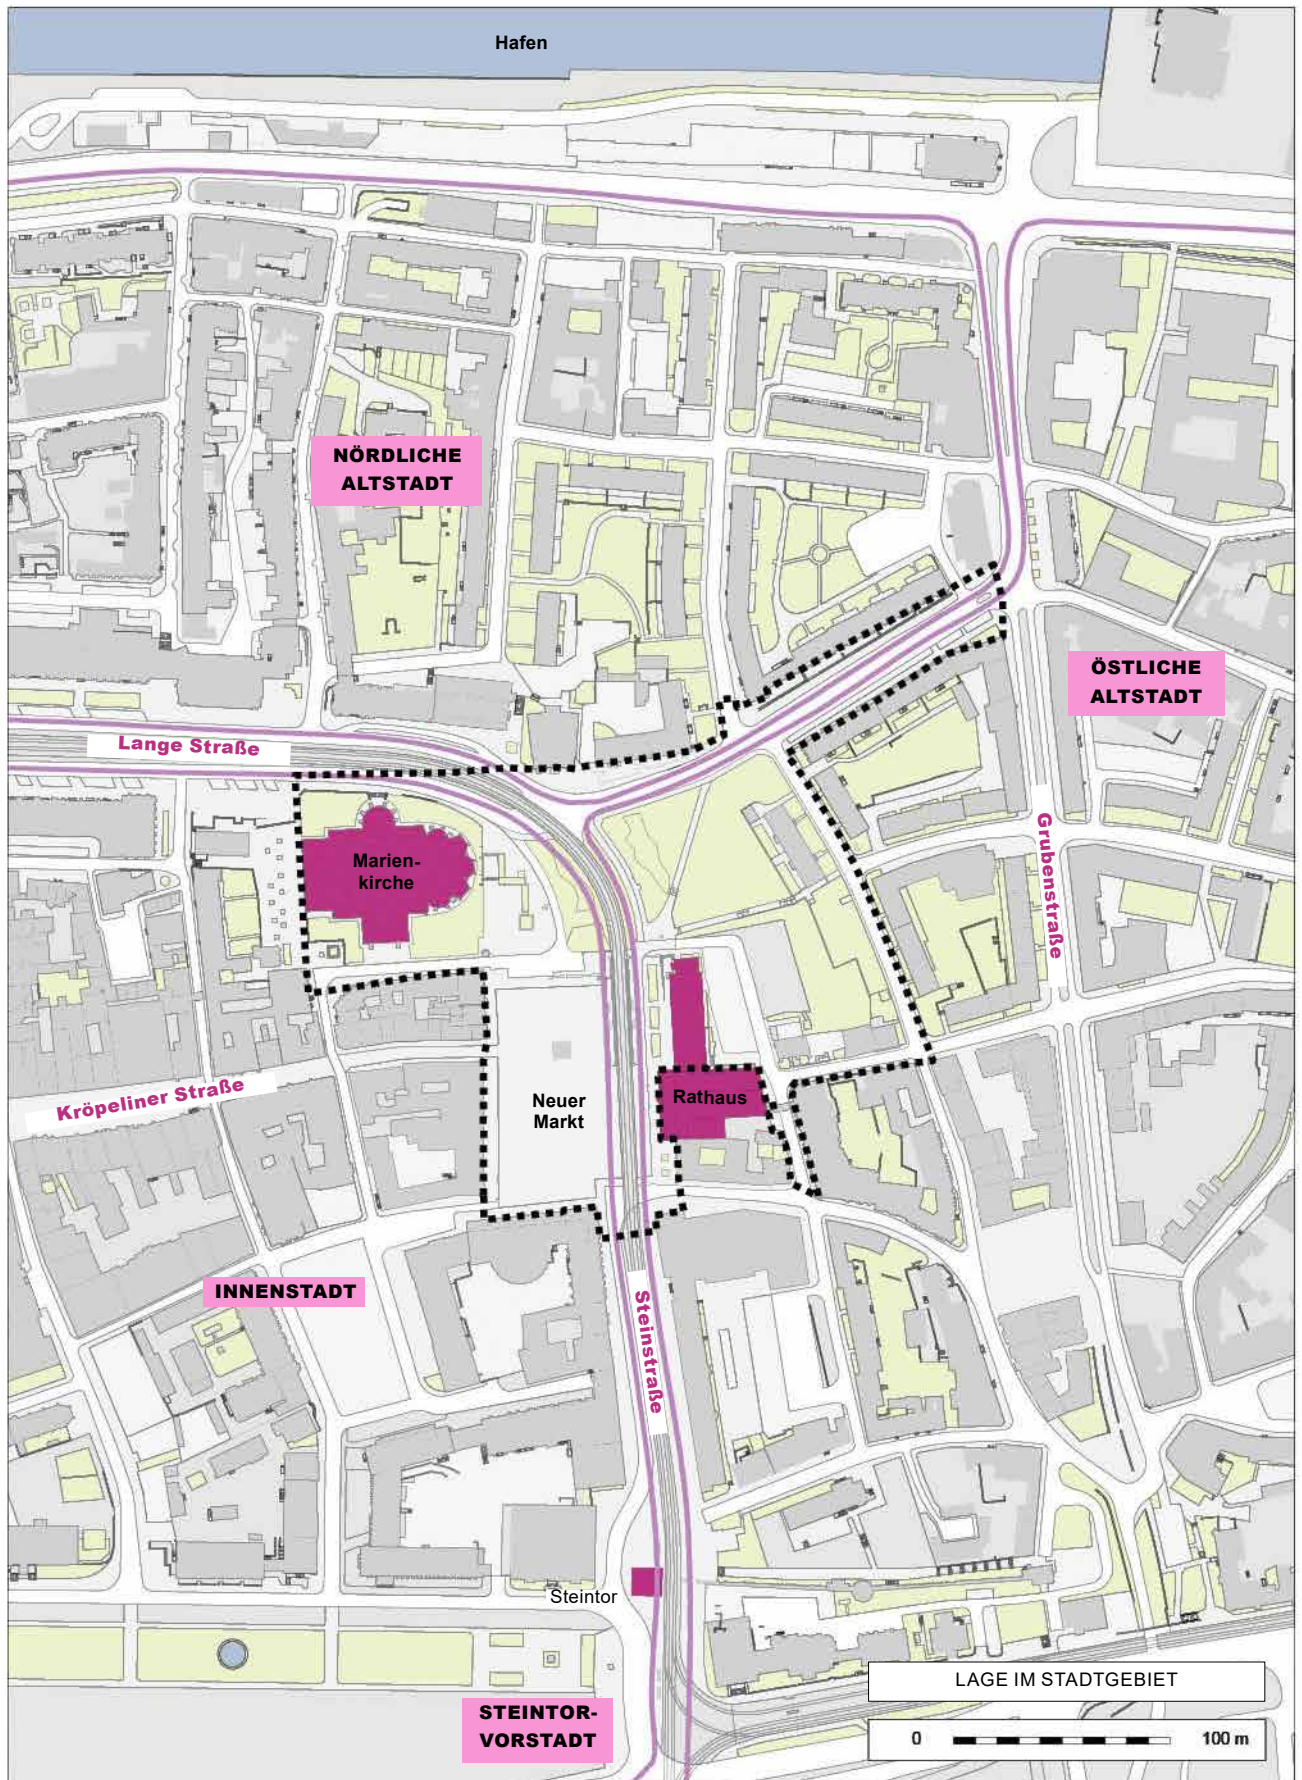 Hafen
NÖRDLICHE
ALTSTADT
ÖSTLICHE
ALTSTADT
Lange Straße
Marien-
kirche
Grubenstraße
Kröpeliner Straße
Neuer
Markt
Rathaus
INNENSTADT
Steinstraße
Steintor
STEINTOR-
VORSTADT
LAGE IM STADTGEBIET
0 100 m